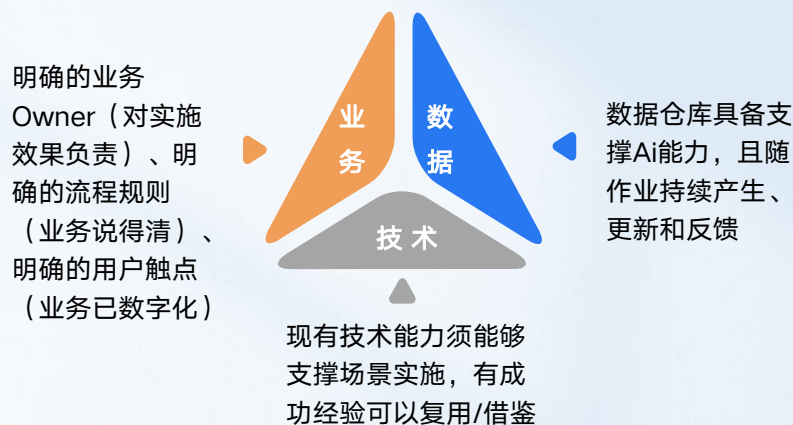 明确的业务
Owner（对实施
效果负责）、明
确的流程规则
（业务说得清）、
明确的用户触点
（业务已数字化）
业
务
数
据
技术
数据仓库具备支
撑Ai能力，且随
作业持续产生、
更新和反馈
现有技术能力须能够
支撑场景实施，有成
功经验可以复用/借鉴